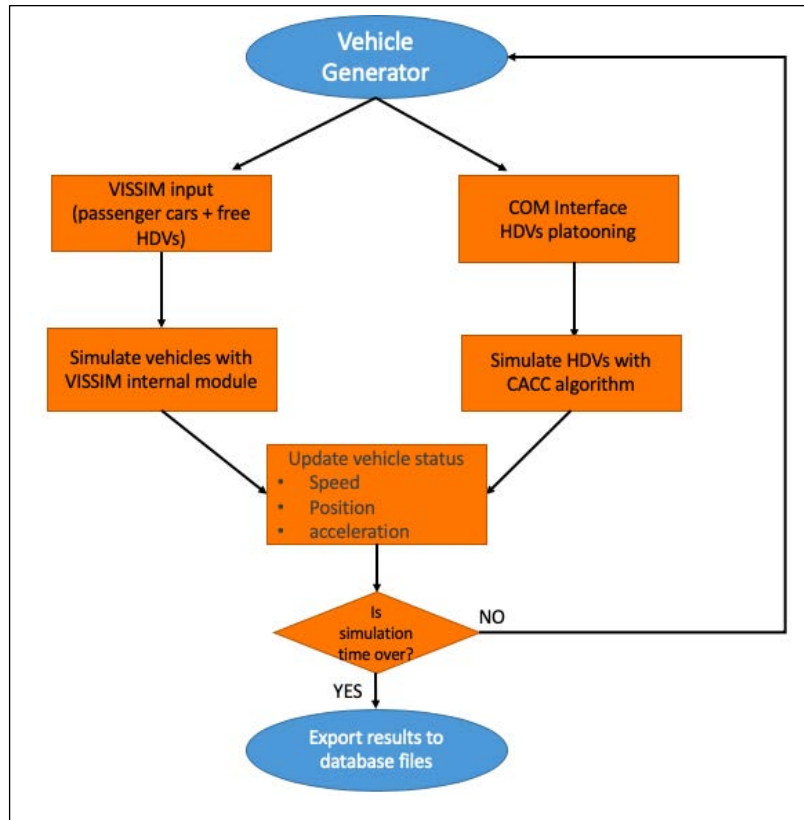 Vehicle
Generator
VISSIM input
(passenger cars + free
HDVs)
COM Interface
HDVs platooning
Simulate vehicles with
VISSIM internal module
Simulate HDVs with
CACC algorithm
Update vehicle status
• Speed
• Position
• acceleration
Is
simulation
time over?
NO
YES
Export results to
database files